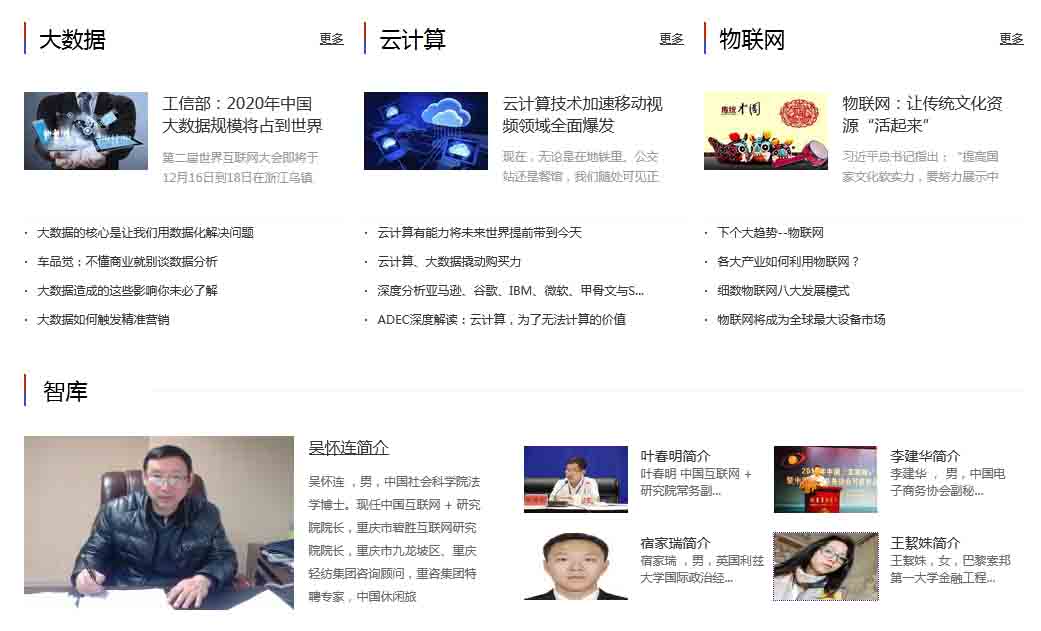 大数据
更多
工信部：2020年中国
大数据规模将占到世界
第二届世界互联网大会即将于
12月16日到18日在浙江乌镇
· 大数据的核心是让我们用数据化解决问题
· 车品觉：不懂商业就别谈数据分析
· 大数据造成的这些影响你未必了解
· 大数据如何触发精准营销
云计算
更多
云计算技术加速移动视
频领域全面爆发
现在，无论是在地铁里、公交
站还是餐馆，我们随处可见正
· 云计算有能力将未来世界提前带到今天
· 云计算、大数据撬动购买力
· 深度分析亚马逊、谷歌、IBM、微软、甲骨文与S...
· ADEC深度解读：云计算，为了无法计算的价值
物联网
更多
物联网：让传统文化资
源“活起来”
习近平总书记指出：“提高国
家文化软实力，要努力展示中
· 下个大趋势--物联网
· 各大产业如何利用物联网？
· 细数物联网八大发展模式
· 物联网将成为全球最大设备市场
智库
吴怀连简介
吴怀连 ，男，中国社会科学院法
学博士。现任中国互联网 + 研究
院院长，重庆市碧胜互联网研究
院院长，重庆市九龙坡区、重庆
轻纺集团咨询顾问，重咨集团特
聘专家，中国休闲旅
叶春明简介
叶春明 中国互联网 +
研究院常务副...
李建华简介
李建华 ， 男，中国电
子商务协会副秘...
宿家瑞简介
宿家瑞 ，男，英国利兹
大学国际政治经...
王絮姝简介
王絮姝，女，巴黎索邦
第一大学金融工程...